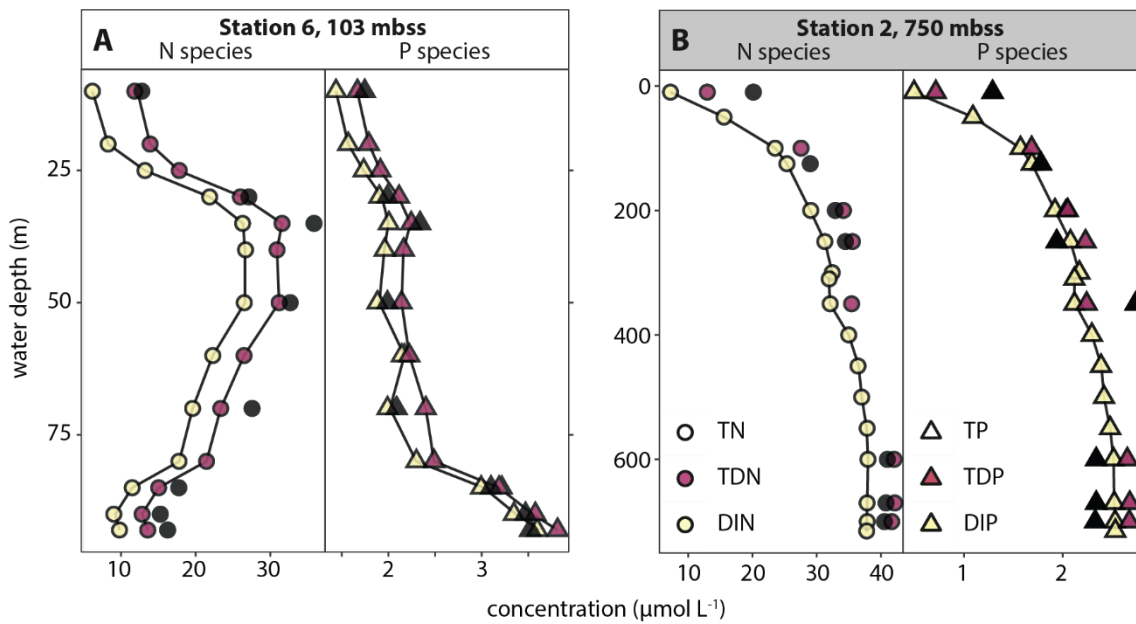 A
Station 6, 103 mbss
N species
P species
B
Station 2, 750 mbss
N species
P species
water depth (m)
25
50
75
10
20
30
2
3
0
200
400
600
10
20
30
40
1
2
TN
TDN
DIN
TP
TDP
DIP
concentration (µmol L⁻¹)